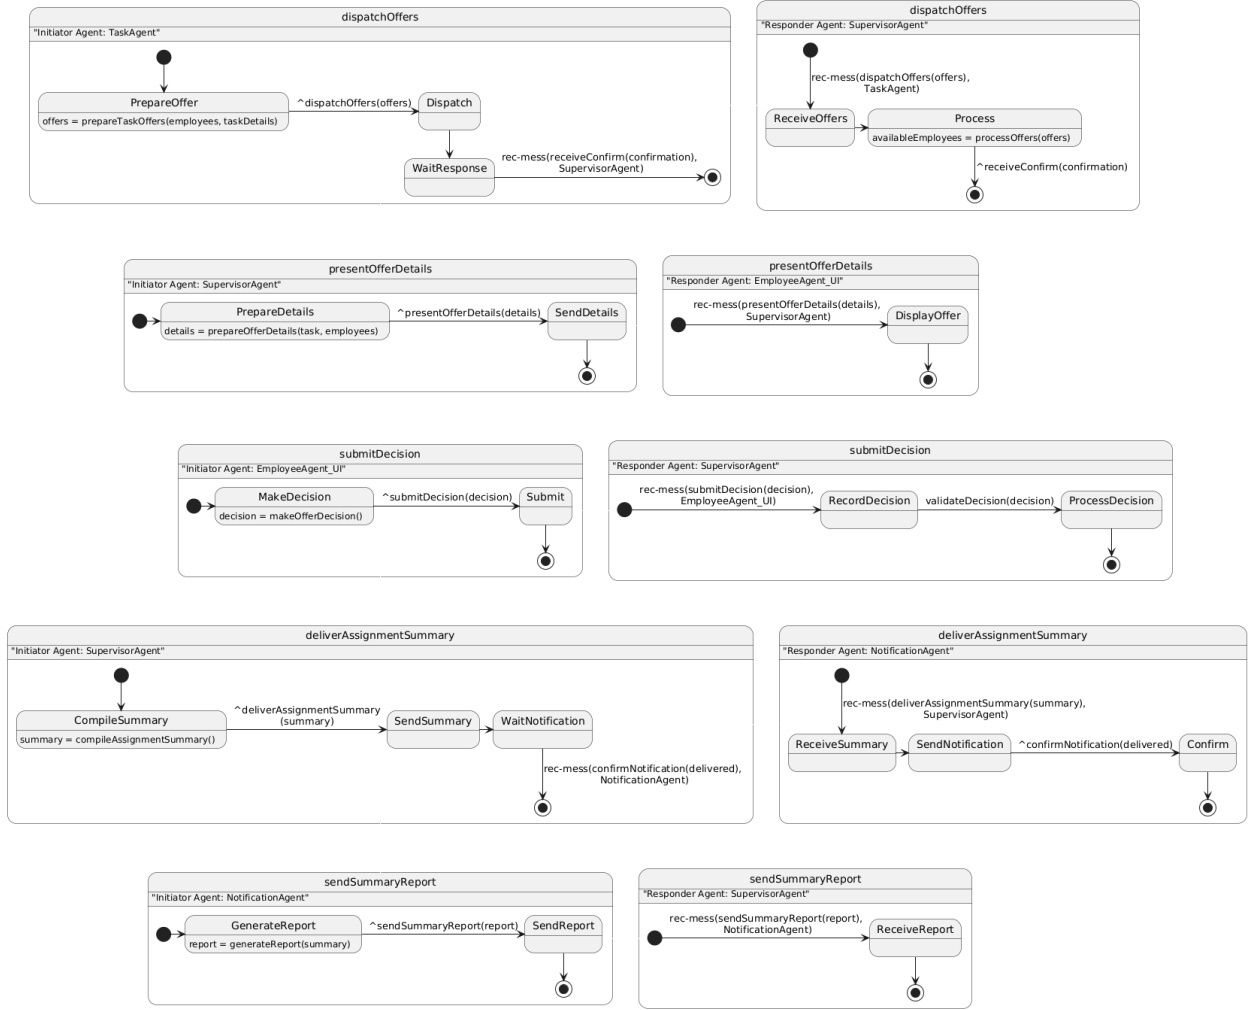 dispatchOffers
"Initiator Agent: TaskAgent"
PrepareOffer
offers = prepareTaskOffers(employees, taskDetails)
^dispatchOffers(offers)
Dispatch
WaitResponse
rec-mess(receiveConfirm(confirmation),
SupervisorAgent)
dispatchOffers
"Responder Agent: SupervisorAgent"
rec-mess(dispatchOffers(offers),
TaskAgent)
ReceiveOffers
Process
availableEmployees = processOffers(offers)
^receiveConfirm(confirmation)
presentOfferDetails
"Initiator Agent: SupervisorAgent"
PrepareDetails
details = prepareOfferDetails(task, employees)
^presentOfferDetails(details)
SendDetails
presentOfferDetails
"Responder Agent: EmployeeAgent_UI"
rec-mess(presentOfferDetails(details),
SupervisorAgent)
DisplayOffer
submitDecision
"Initiator Agent: EmployeeAgent_UI"
MakeDecision
decision = makeOfferDecision()
^submitDecision(decision)
Submit
submitDecision
"Responder Agent: SupervisorAgent"
rec-mess(submitDecision(decision),
EmployeeAgent_UI)
RecordDecision
validateDecision(decision)
ProcessDecision
deliverAssignmentSummary
"Initiator Agent: SupervisorAgent"
CompileSummary
summary = compileAssignmentSummary()
^deliverAssignmentSummary
(summary)
SendSummary
WaitNotification
rec-mess(confirmNotification(delivered),
NotificationAgent)
deliverAssignmentSummary
"Responder Agent: NotificationAgent"
rec-mess(deliverAssignmentSummary(summary),
SupervisorAgent)
ReceiveSummary
SendNotification
^confirmNotification(delivered)
Confirm
sendSummaryReport
"Initiator Agent: NotificationAgent"
GenerateReport
report = generateReport(summary)
^sendSummaryReport(report)
SendReport
sendSummaryReport
"Responder Agent: SupervisorAgent"
rec-mess(sendSummaryReport(report),
NotificationAgent)
ReceiveReport